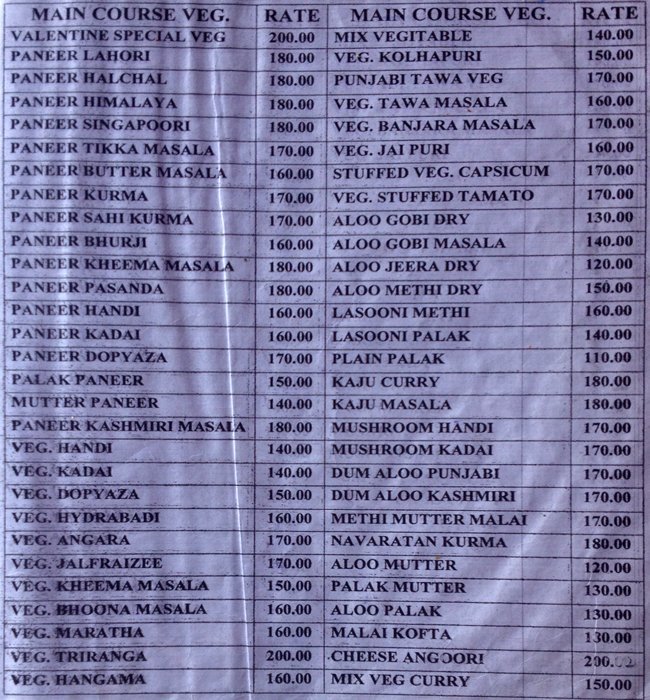 MAIN COURSE VEG. RATE MAIN COURSE VEG. RATE
VALENTINE SPECIAL VEG 200.00 MIX VEGITABLE 140.00
PANEER LAHORI 180.00 VEG. KOLHAPURI 150.00
PANEER HALCHAL 180.00 PUNJABI TAWA VEG 170.00
PANEER HIMALAYA 180.00 VEG. TAWA MASALA 160.00
PANEER SINGAPOORI 180.00 VEG. BANJARA MASALA 170.00
PANEER TIKKA MASALA 170.00 VEG. JAI PURI 160.00
PANEER BUTTER MASALA 160.00 STUFFED VEG. CAPSICUM 170.00
PANEER KURMA 170.00 VEG. STUFFED TAMATO 170.00
PANEER SAHI KURMA 170.00 ALOO GOBI DRY 130.00
PANEER BHURJI 160.00 ALOO GOBI MASALA 140.00
PANEER KHEEMA MASALA 180.00 ALOO JEERA DRY 120.00
PANEER PASANDA 180.00 ALOO METHI DRY 150.00
PANEER HANDI 160.00 LASOONI METHI 160.00
PANEER KADAI 160.00 LASOONI PALAK 140.00
PANEER DOPYAZA 170.00 PLAIN PALAK 110.00
PALAK PANEER 150.00 KAJU CURRY 180.00
MUTTER PANEER 140.00 KAJU MASALA 180.00
PANEER KASHMIRI MASALA 180.00 MUSHROOM HANDI 170.00
VEG. HANDI 140.00 MUSHROOM KADAI 170.00
VEG. KADAI 140.00 DUM ALOO PUNJABI 170.00
VEG. DOPYAZA 150.00 DUM ALOO KASHMIRI 170.00
VEG. HYDRABADI 160.00 METHI MUTTER MALAI 170.00
VEG. ANGARA 170.00 NAVARATAN KURMA 180.00
VEG. JALFRAIZEE 170.00 ALOO MUTTER 120.00
VEG. KHEEMA MASALA 150.00 PALAK MUTTER 130.00
VEG. BHOONA MASALA 160.00 ALOO PALAK 130.00
VEG. MARATHA 160.00 MALAI KOFTA 130.00
VEG. TRIRANGA 200.00 CHEESE ANGOORI
VEG. HANGAMA 160.00 MIX VEG CURRY 150.00